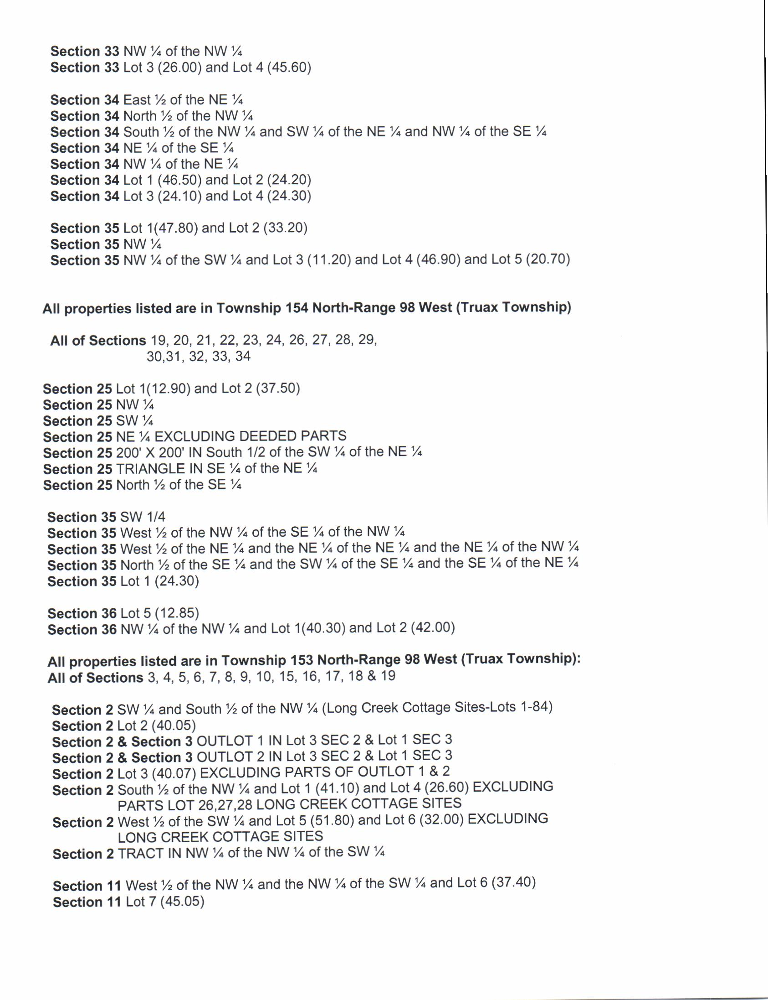 Section 33 NW ¼ of the NW ¼
Section 33 Lot 3 (26.00) and Lot 4 (45.60)
Section 34 East ½ of the NE ¼
Section 34 North ½ of the NW ¼
Section 34 South ½ of the NW ¼ and SW ¼ of the NE ¼ and NW ¼ of the SE ¼
Section 34 NE ¼ of the SE ¼
Section 34 NW ¼ of the NE ¼
Section 34 Lot 1 (46.50) and Lot 2 (24.20)
Section 34 Lot 3 (24.10) and Lot 4 (24.30)
Section 35 Lot 1(47.80) and Lot 2 (33.20)
Section 35 NW ¼
Section 35 NW ¼ of the SW ¼ and Lot 3 (11.20) and Lot 4 (46.90) and Lot 5 (20.70)
All properties listed are in Township 154 North-Range 98 West (Truax Township)
All of Sections 19, 20, 21, 22, 23, 24, 26, 27, 28, 29,
30,31, 32, 33, 34
Section 25 Lot 1(12.90) and Lot 2 (37.50)
Section 25 NW ¼
Section 25 SW ¼
Section 25 NE ¼ EXCLUDING DEEDED PARTS
Section 25 200' X 200' IN South 1/2 of the SW ¼ of the NE ¼
Section 25 TRIANGLE IN SE ¼ of the NE ¼
Section 25 North ½ of the SE ¼
Section 35 SW 1/4
Section 35 West ½ of the NW ¼ of the SE ¼ of the NW ¼
Section 35 West ½ of the NE ¼ and the NE ¼ of the NE ¼ and the NE ¼ of the NW ¼
Section 35 North ½ of the SE ¼ and the SW ¼ of the SE ¼ and the SE ¼ of the NE ¼
Section 35 Lot 1 (24.30)
Section 36 Lot 5 (12.85)
Section 36 NW ¼ of the NW ¼ and Lot 1(40.30) and Lot 2 (42.00)
All properties listed are in Township 153 North-Range 98 West (Truax Township):
All of Sections 3, 4, 5, 6, 7, 8, 9, 10, 15, 16, 17, 18 & 19
Section 2 SW ¼ and South ½ of the NW ¼ (Long Creek Cottage Sites-Lots 1-84)
Section 2 Lot 2 (40.05)
Section 2 & Section 3 OUTLOT 1 IN Lot 3 SEC 2 & Lot 1 SEC 3
Section 2 & Section 3 OUTLOT 2 IN Lot 3 SEC 2 & Lot 1 SEC 3
Section 2 Lot 3 (40.07) EXCLUDING PARTS OF OUTLOT 1 & 2
Section 2 South ½ of the NW ¼ and Lot 1 (41.10) and Lot 4 (26.60) EXCLUDING
PARTS LOT 26,27,28 LONG CREEK COTTAGE SITES
Section 2 West ½ of the SW ¼ and Lot 5 (51.80) and Lot 6 (32.00) EXCLUDING
LONG CREEK COTTAGE SITES
Section 2 TRACT IN NW ¼ of the NW ¼ of the SW ¼
Section 11 West ½ of the NW ¼ and the NW ¼ of the SW ¼ and Lot 6 (37.40)
Section 11 Lot 7 (45.05)